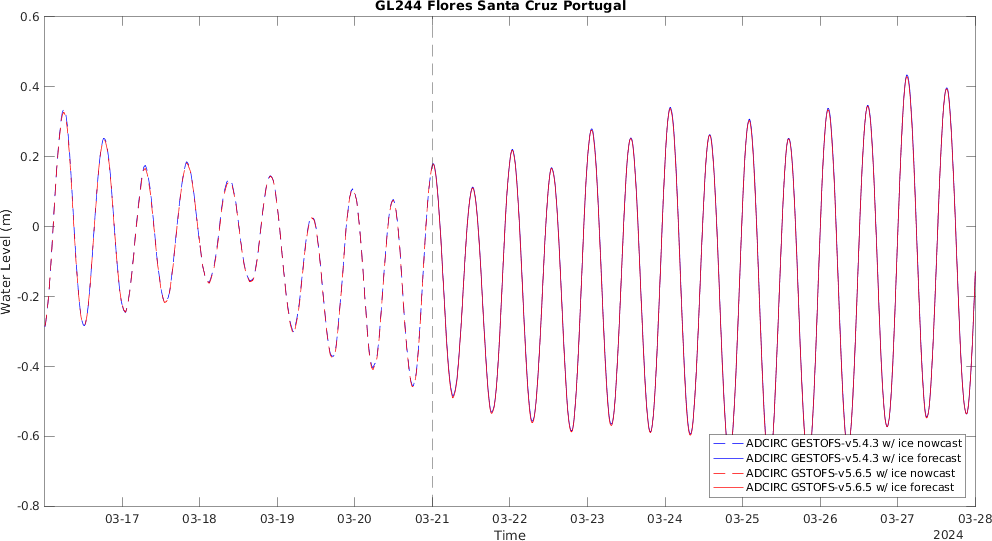 GL244 Flores Santa Cruz Portugal
0.6
0.4
0.2
0
-0.2
-0.4
-0.6
-0.8
Water Level (m)
ADCIRC GESTOFS-v5.4.3 w/ ice nowcast
ADCIRC GESTOFS-v5.4.3 w/ ice forecast
ADCIRC GSTOFS-v5.6.5 w/ ice nowcast
ADCIRC GSTOFS-v5.6.5 w/ ice forecast
03-17 03-18 03-19 03-20 03-21 03-22 03-23 03-24 03-25 03-26 03-27 03-28
Time
2024